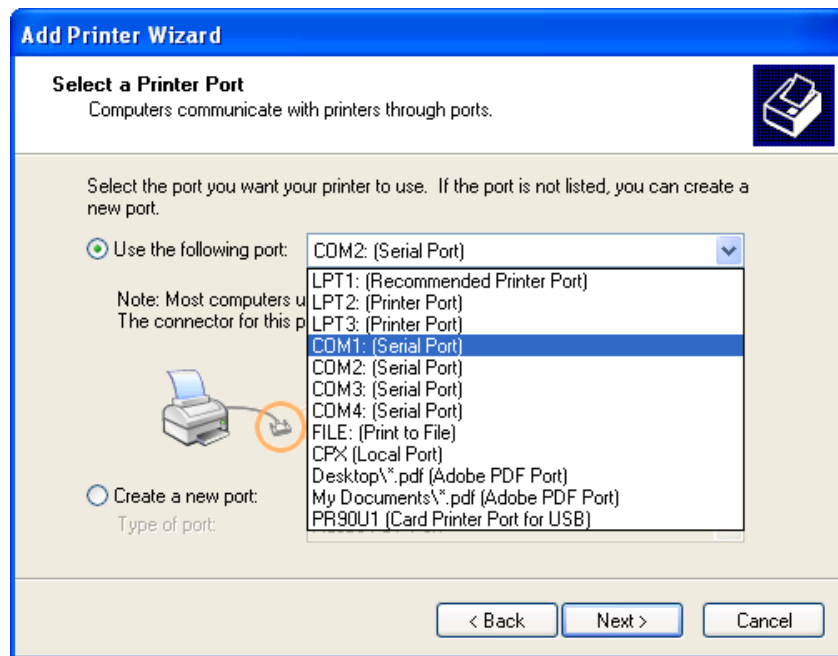 Add Printer Wizard
Select a Printer Port
Computers communicate with printers through ports.
Select the port you want your printer to use. If the port is not listed, you can create a
new port.
Use the following port: COM2: (Serial Port)
LPT1: (Recommended Printer Port)
Note: Most computers u LPT2: (Printer Port)
The connector for this p LPT3: (Printer Port)
COM1: (Serial Port)
COM2: (Serial Port)
COM3: (Serial Port)
COM4: (Serial Port)
FILE: (Print to File)
CPX (Local Port)
Desktop\*.pdf (Adobe PDF Port)
Create a new port: My Documents\*.pdf (Adobe PDF Port)
PR90U1 (Card Printer Port for USB)
Type of port:
< Back Next > Cancel